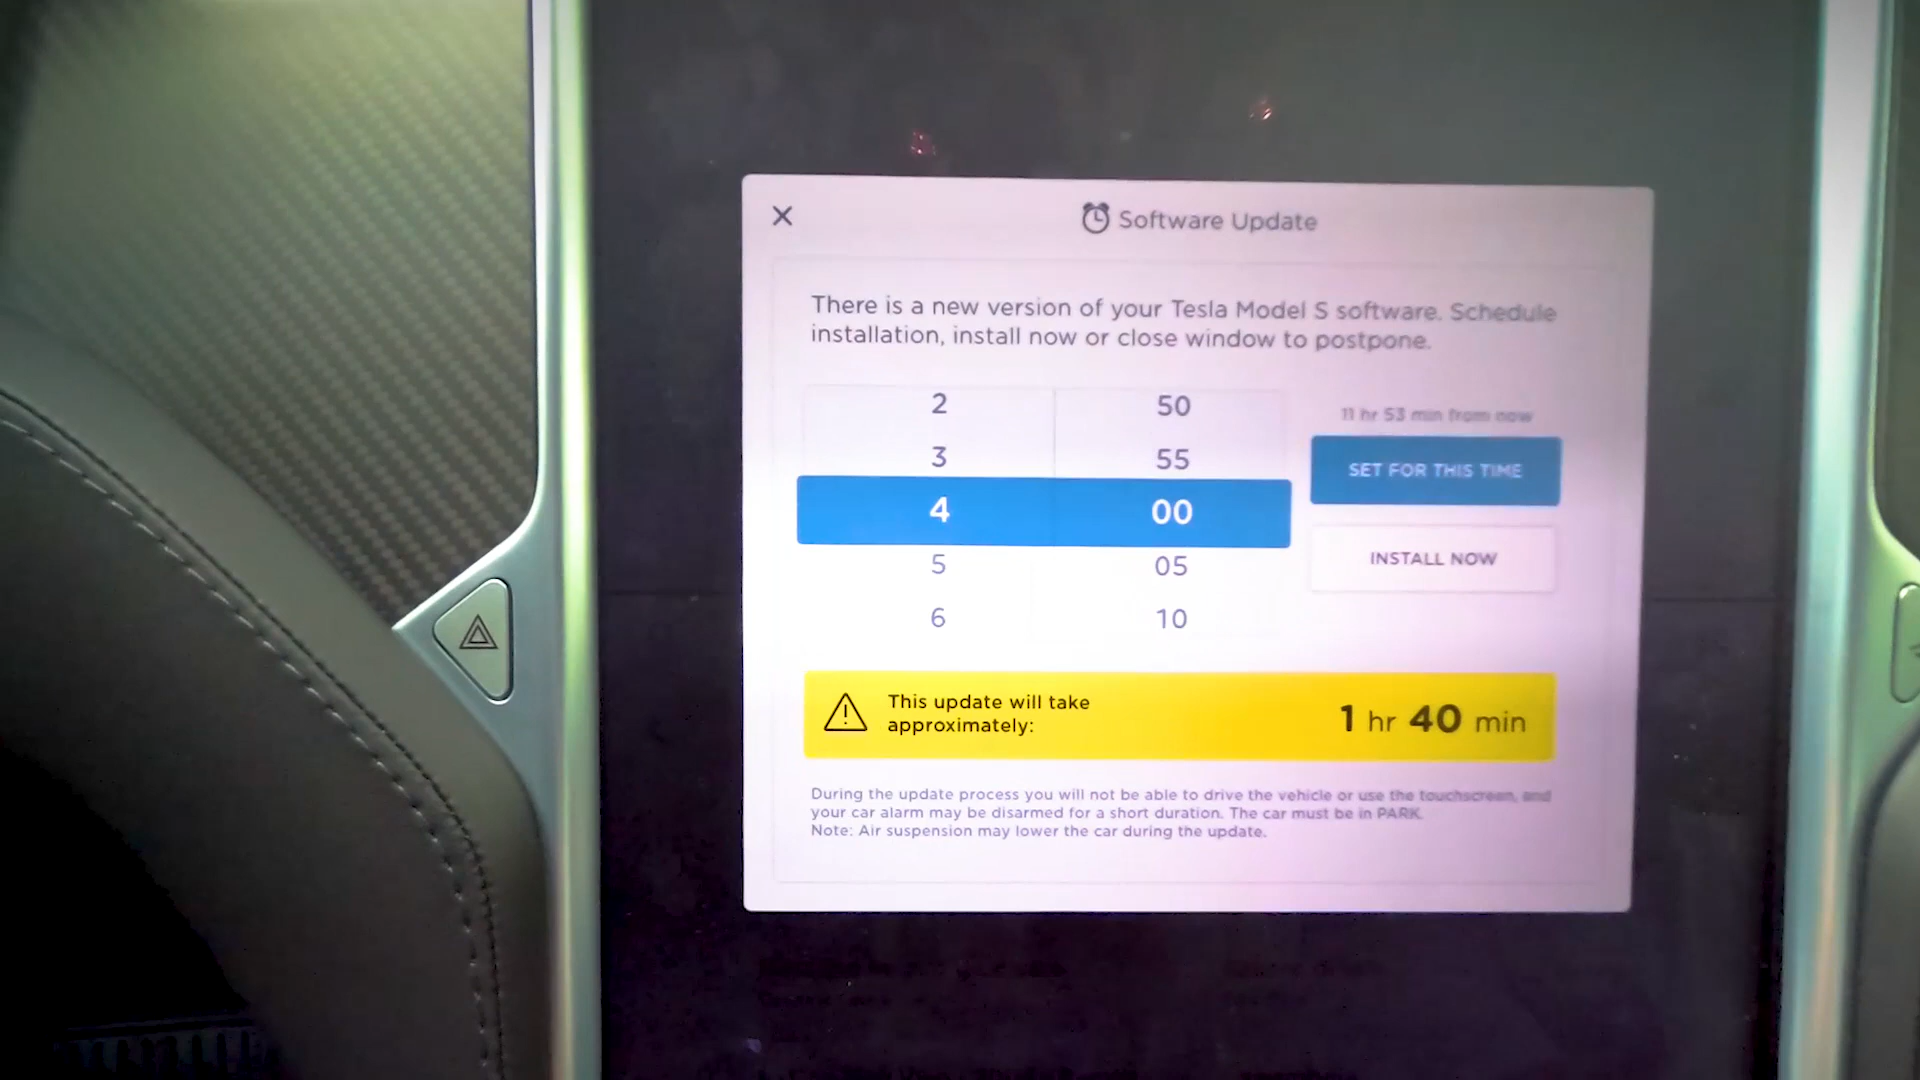 Software Update
There is a new version of your Tesla Model S software. Schedule
installation, install now or close window to postpone.
2 50
3 55
4 00
5 05
6 10
11 hr 53 min from now
SET FOR THIS TIME
INSTALL NOW
This update will take
approximately:
1 hr 40 min
During the update process you will not be able to drive the vehicle or use the touchscreen, and
your car alarm may be disarmed for a short duration. The car must be in PARK.
Note: Air suspension may lower the car during the update.